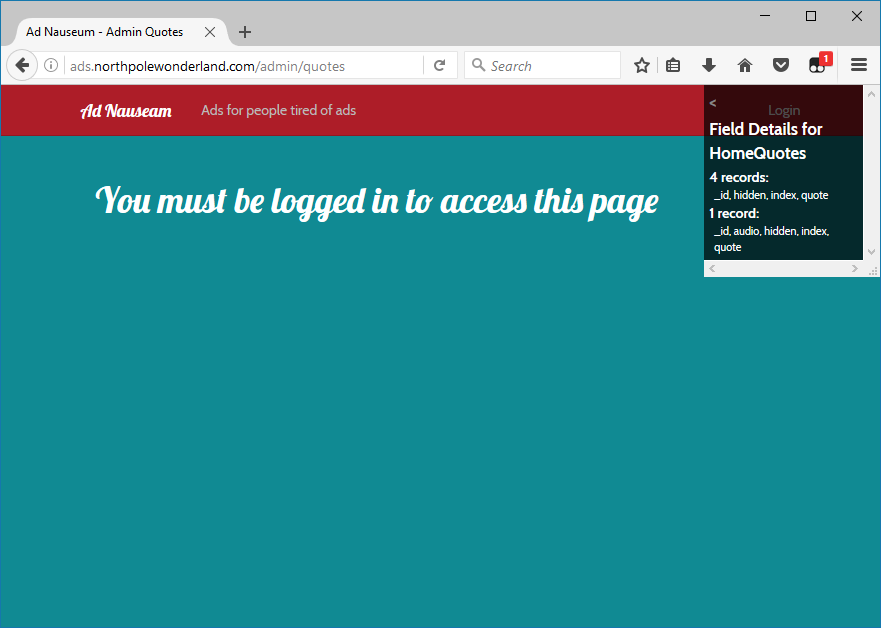 Ad Nauseum - Admin Quotes
ads.northpolewonderland.com/admin/quotes
Search
1
Ad Nauseam
Ads for people tired of ads
<
Login
Field Details for
HomeQuotes
4 records:
_id, hidden, index, quote
1 record:
_id, audio, hidden, index,
quote
You must be logged in to access this page